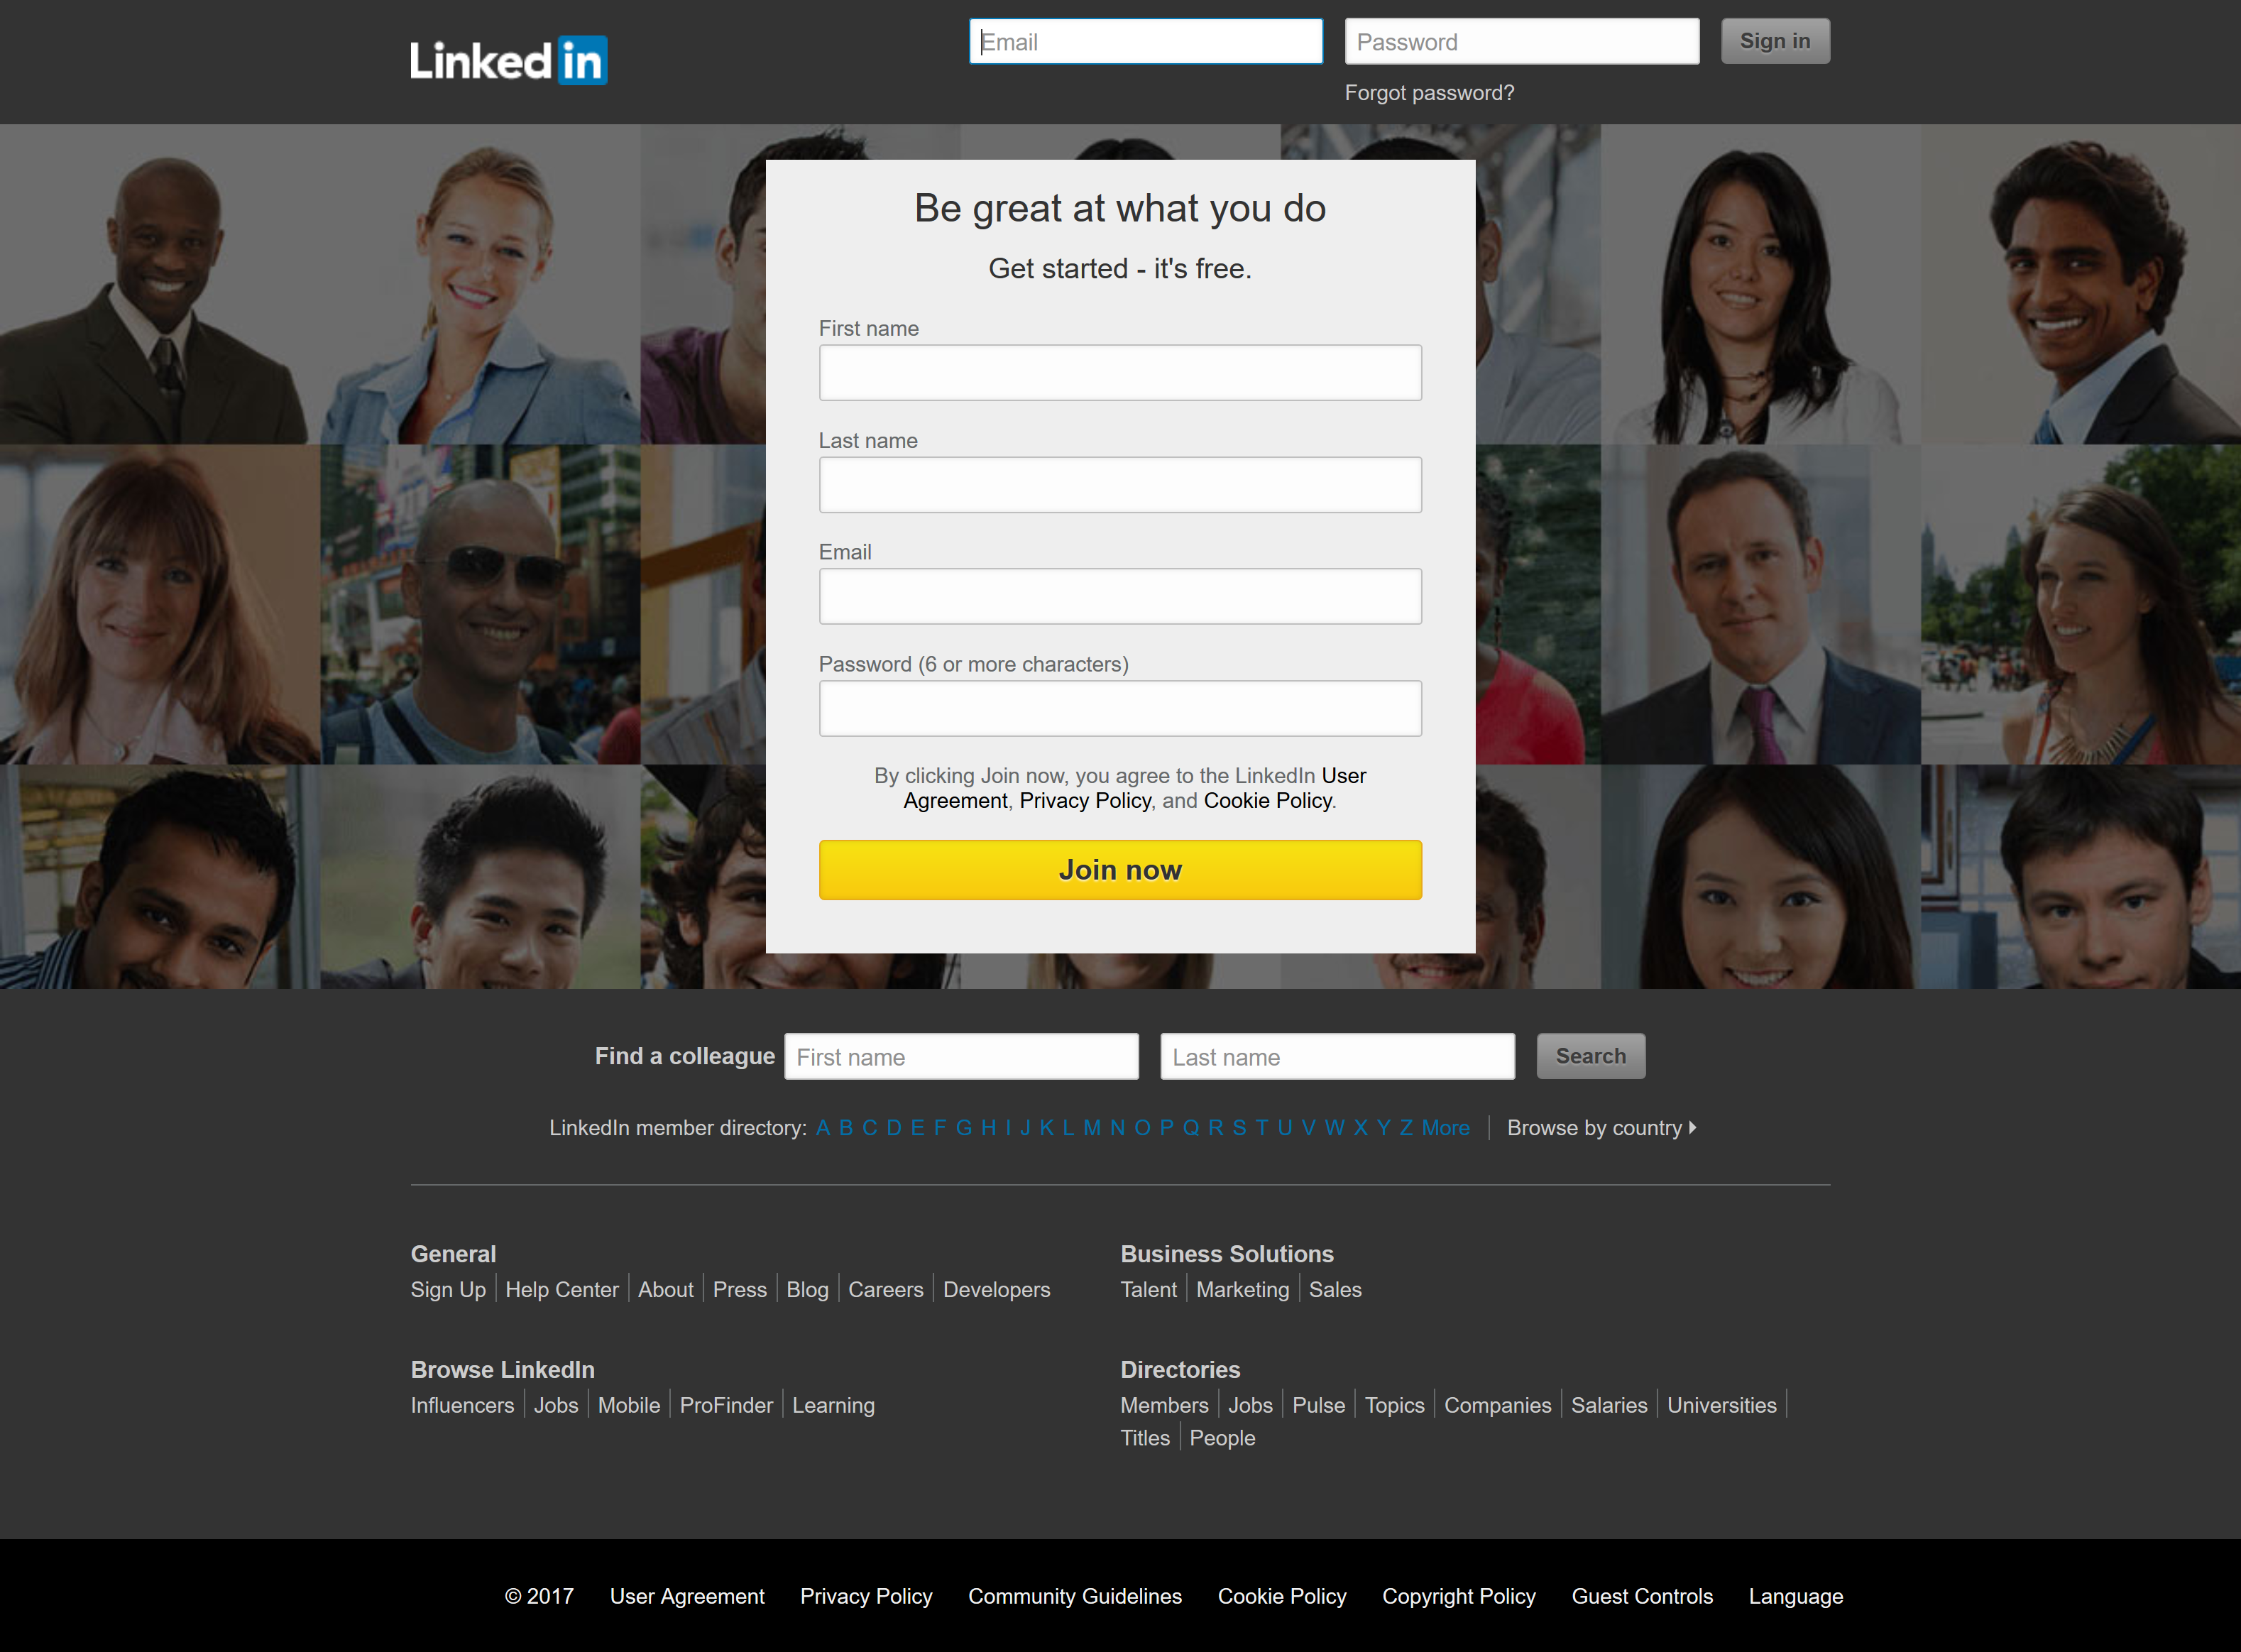 Linked in
Email
Password
Sign in
Forgot password?
Be great at what you do
Get started - it's free.
First name
Last name
Email
Password (6 or more characters)
By clicking Join now, you agree to the LinkedIn User
Agreement, Privacy Policy, and Cookie Policy.
Join now
Find a colleague First name Last name Search
LinkedIn member directory: A B C D E F G H I J K L M N O P Q R S T U V W X Y Z More Browse by country
General
Sign Up Help Center About Press Blog Careers Developers
Business Solutions
Talent Marketing Sales
Browse LinkedIn
Influencers Jobs Mobile ProFinder Learning
Directories
Members Jobs Pulse Topics Companies Salaries Universities
Titles People
© 2017 User Agreement Privacy Policy Community Guidelines Cookie Policy Copyright Policy Guest Controls Language